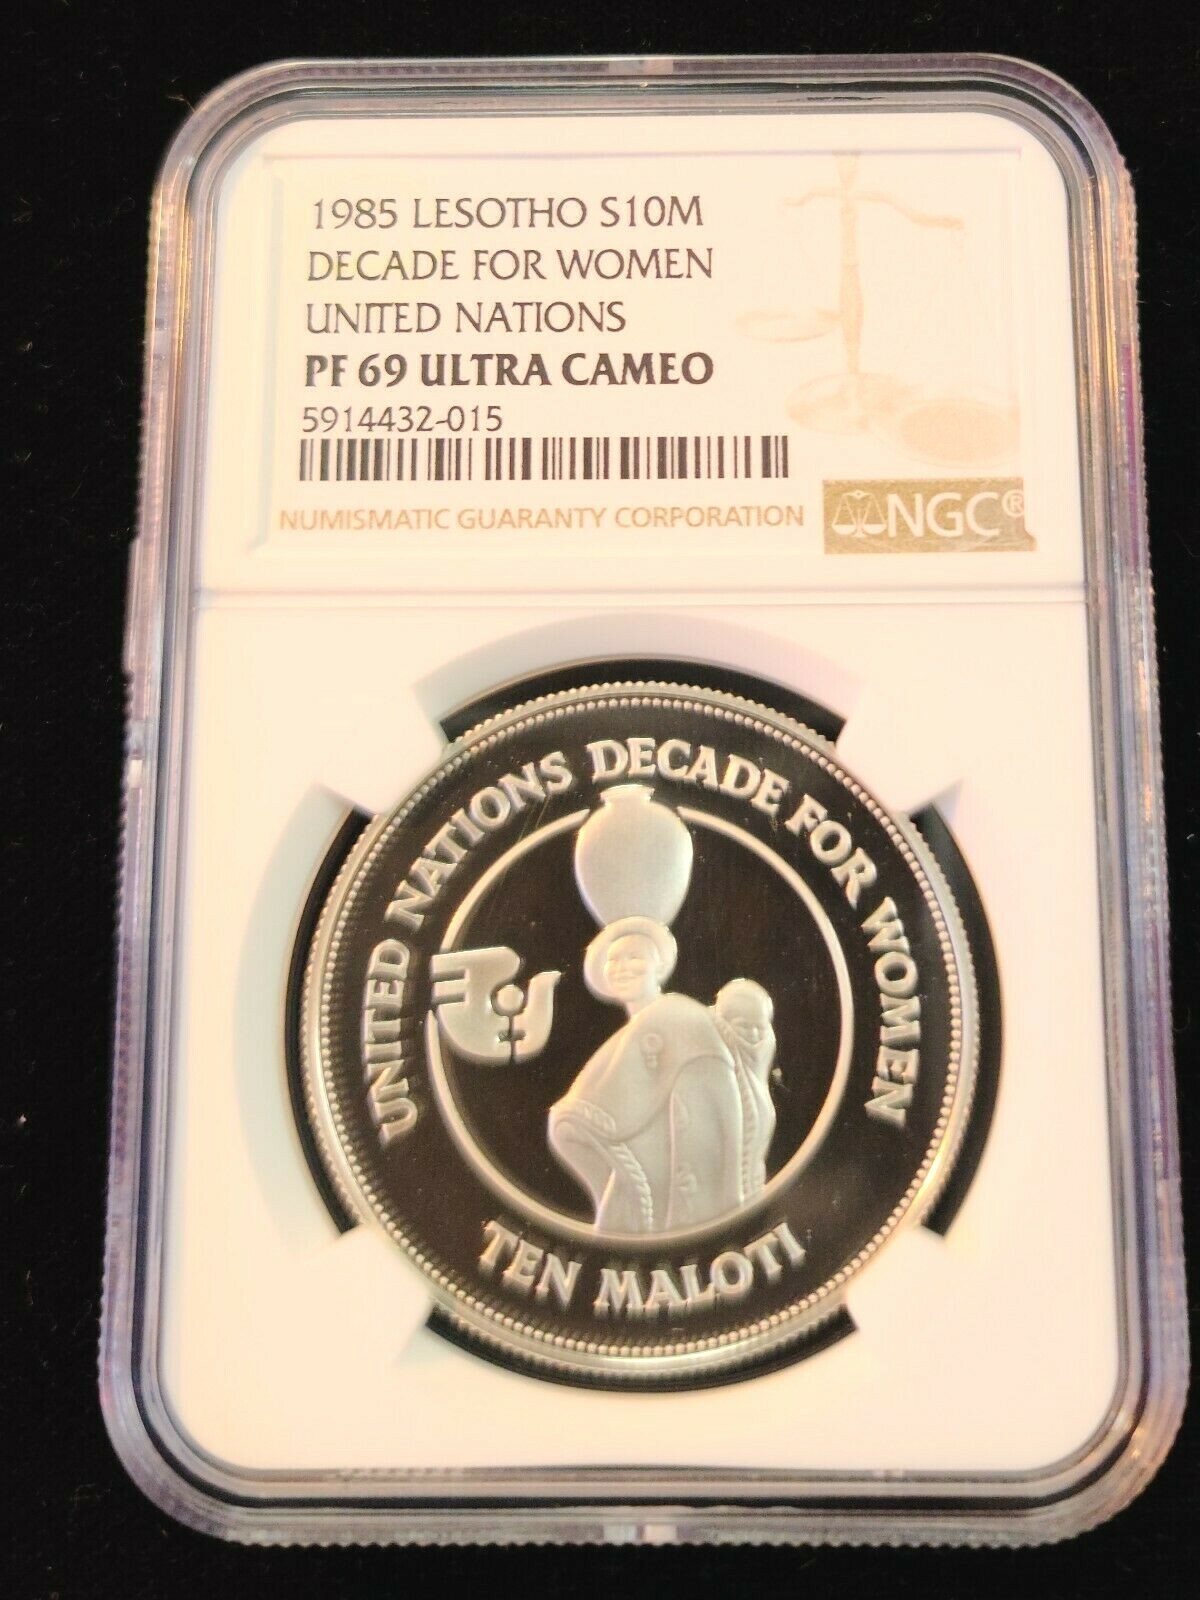 1985 LESOTHO S10M
DECADE FOR WOMEN
UNITED NATIONS
PF 69 ULTRA CAMEO
5914432-015
NUMISMATIC GUARANTY CORPORATION
NGC®
UNITED NATIONS DECADE FOR WOMEN
TEN MALOTI